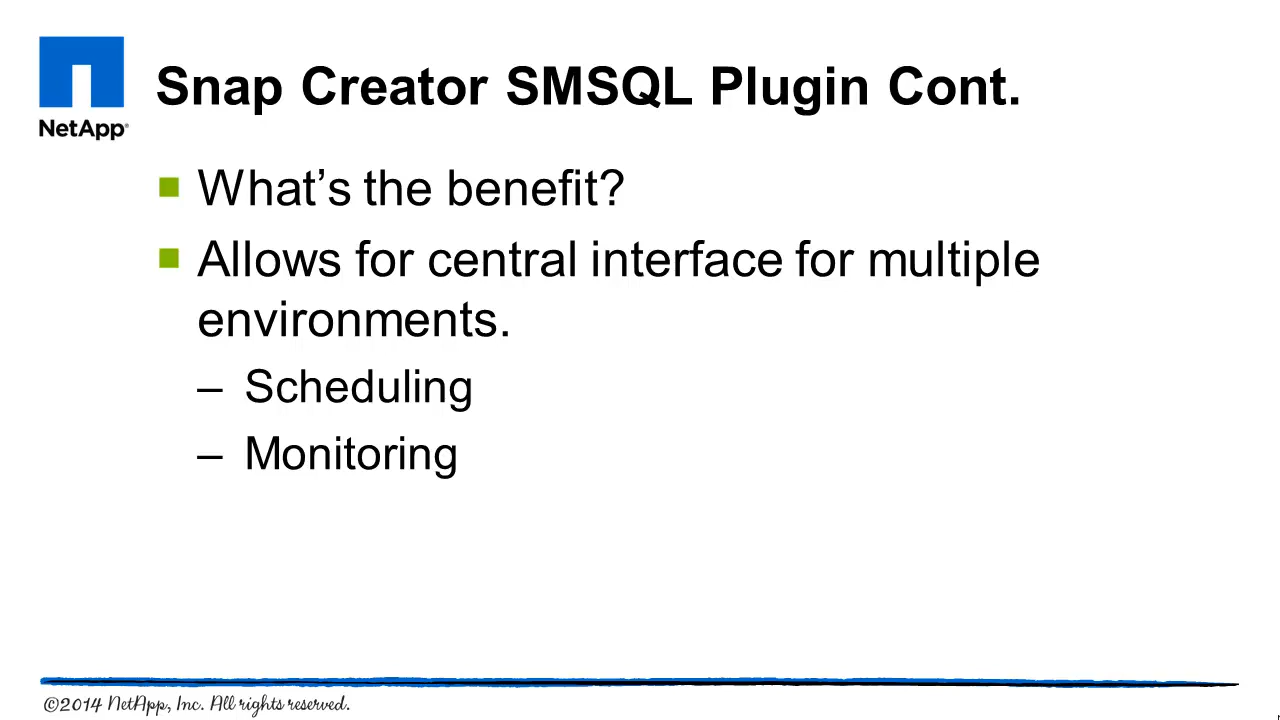 Snap Creator SMSQL Plugin Cont.
NetApp®
What’s the benefit?
Allows for central interface for multiple
environments.
– Scheduling
– Monitoring
©2014 NetApp, Inc. All rights reserved.